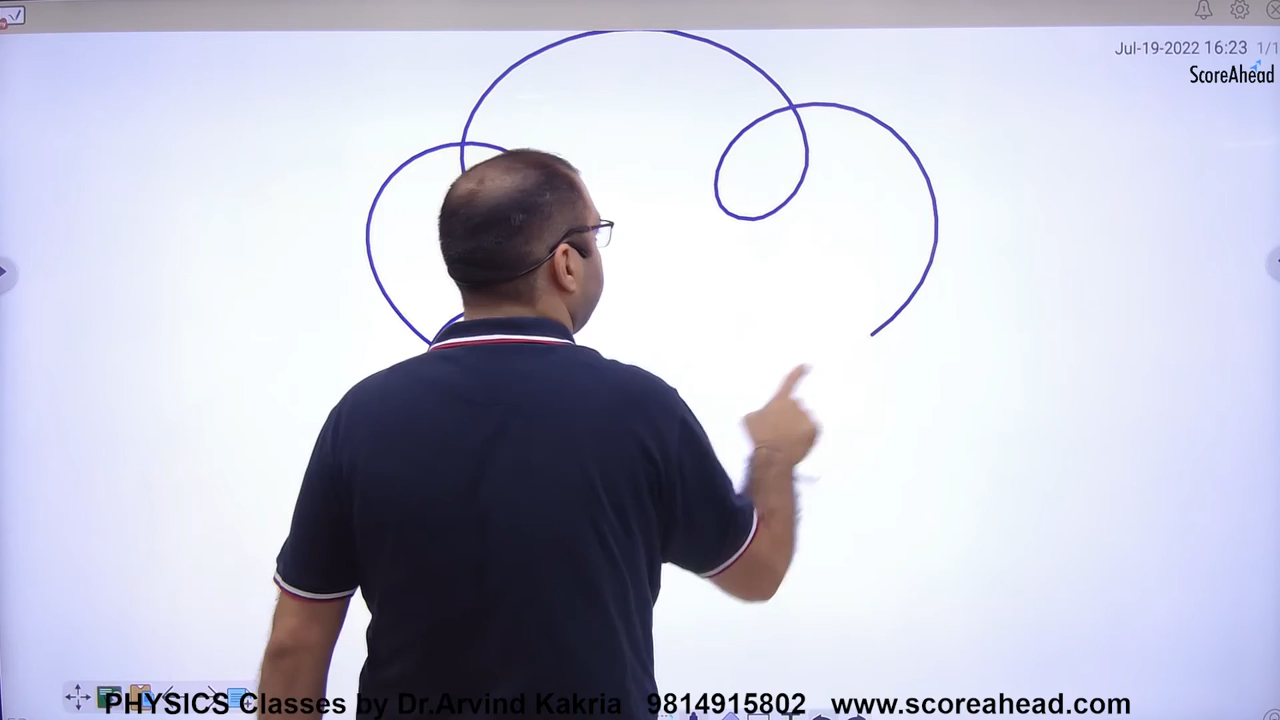 Jul-19-2022 16:23 1/1
ScoreAhead
PHYSICS Classes by Dr.Arvind Kakria 9814915802 www.scoreahead.com